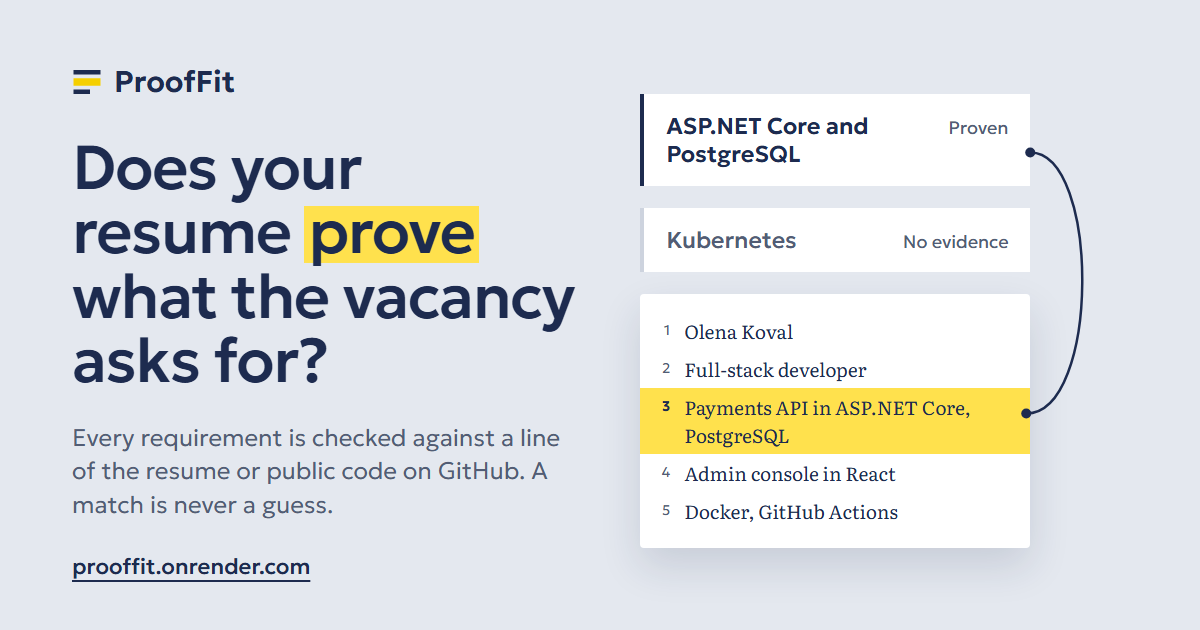 ProofFit
Does your
resume prove
what the vacancy
asks for?
Every requirement is checked against a line
of the resume or public code on GitHub. A
match is never a guess.
prooffit.onrender.com
ASP.NET Core and
PostgreSQL
Proven
Kubernetes
No evidence
1 Olena Koval
2 Full-stack developer
3 Payments API in ASP.NET Core,
PostgreSQL
4 Admin console in React
5 Docker, GitHub Actions